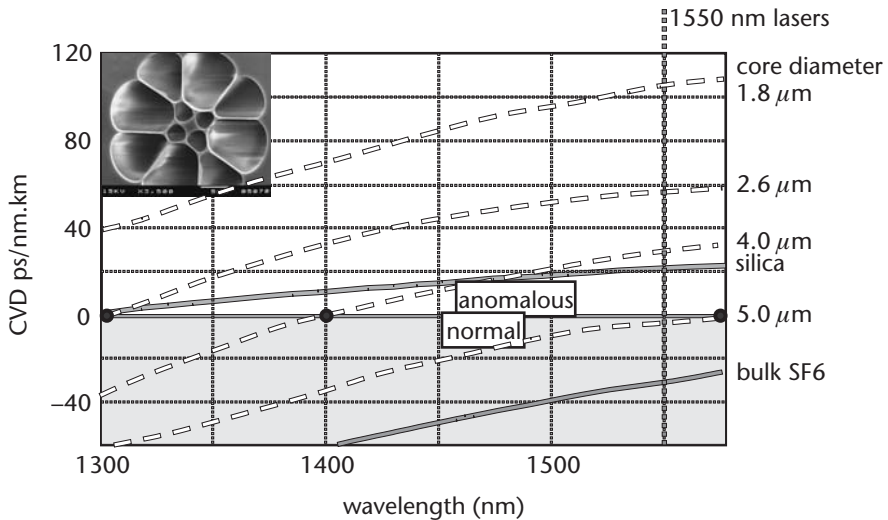 1550 nm lasers
120
80
40
0
−40
CVD ps/nm.km
core diameter
1.8 μm
2.6 μm
4.0 μm
silica
5.0 μm
bulk SF6
anomalous
normal
1300
1400
1500
wavelength (nm)